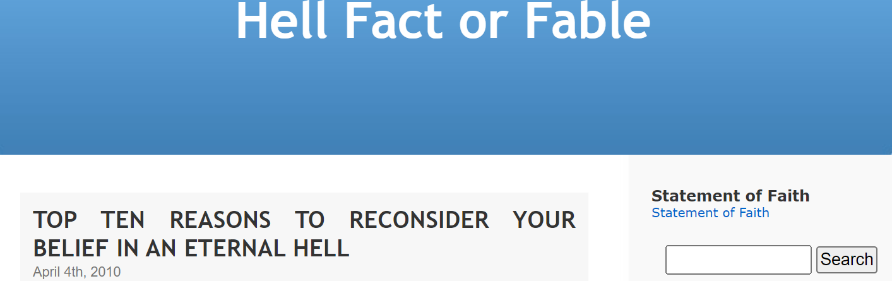 Hell Fact or Fable
TOP TEN REASONS TO RECONSIDER YOUR
BELIEF IN AN ETERNAL HELL
April 4th, 2010
Statement of Faith
Statement of Faith
Search